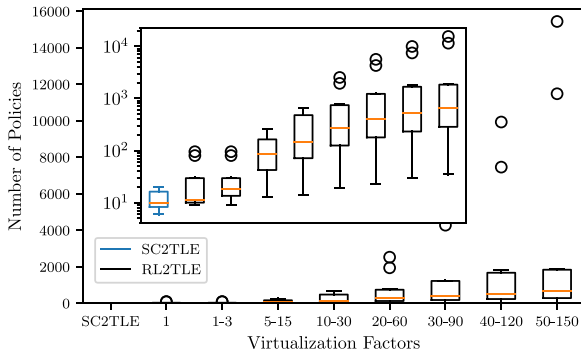 16000
14000
12000
10000
8000
6000
4000
2000
0
Number of Policies
10^4
10^3
10^2
10^1
SC2TLE
RL2TLE
SC2TLE 1 1-3 5-15 10-30 20-60 30-90 40-120 50-150
Virtualization Factors